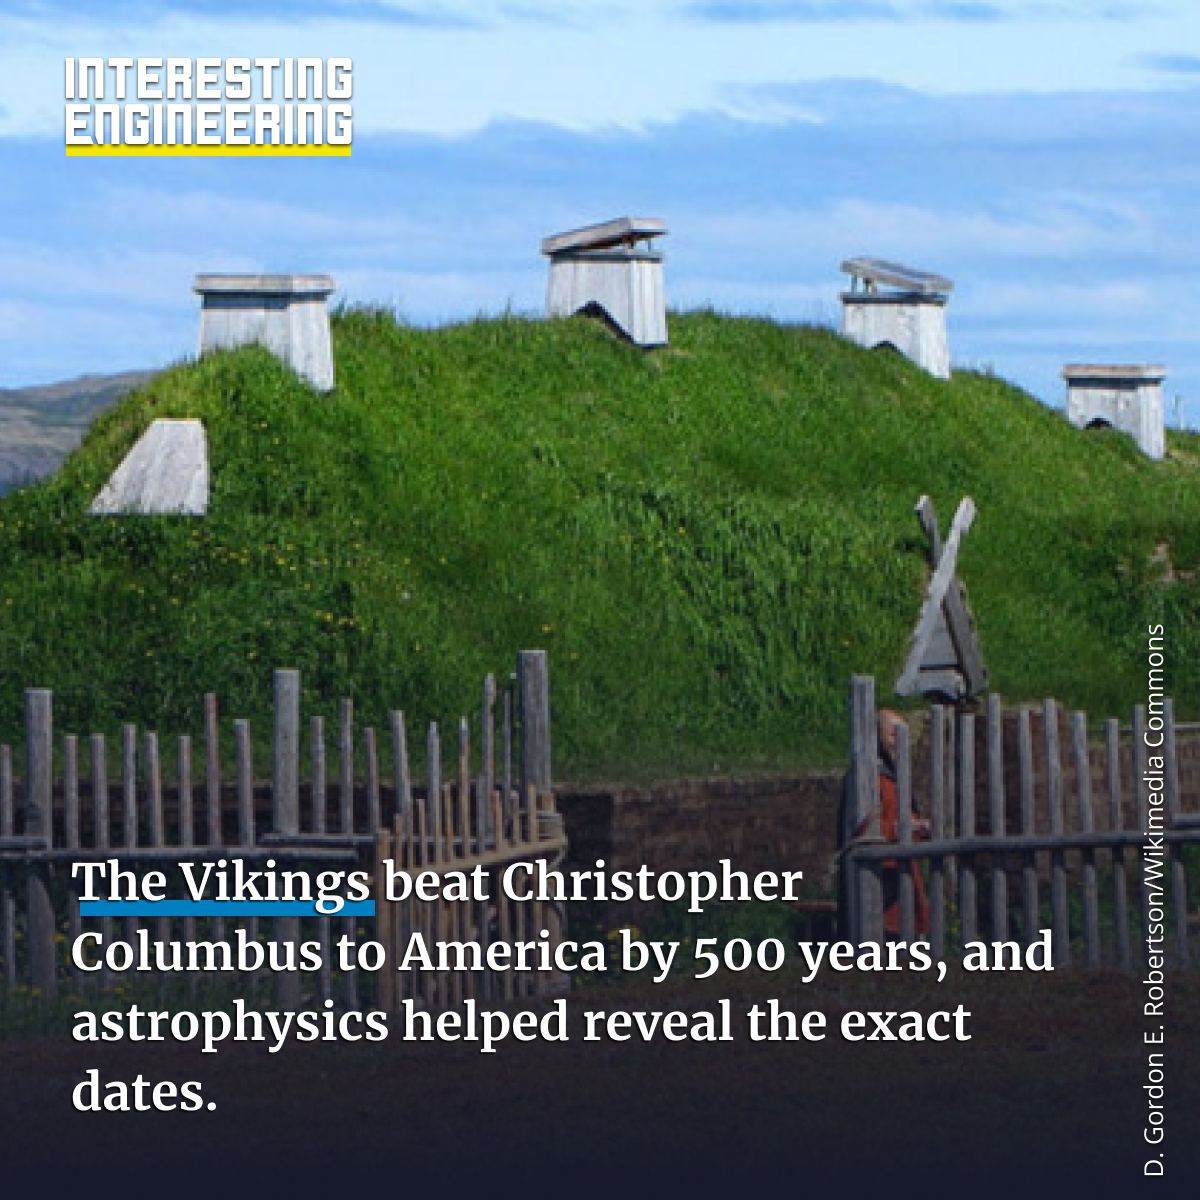 INTERESTING
ENGINEERING
The Vikings beat Christopher
Columbus to America by 500 years, and
astrophysics helped reveal the exact
dates.
D. Gordon E. Robertson/Wikimedia Commons